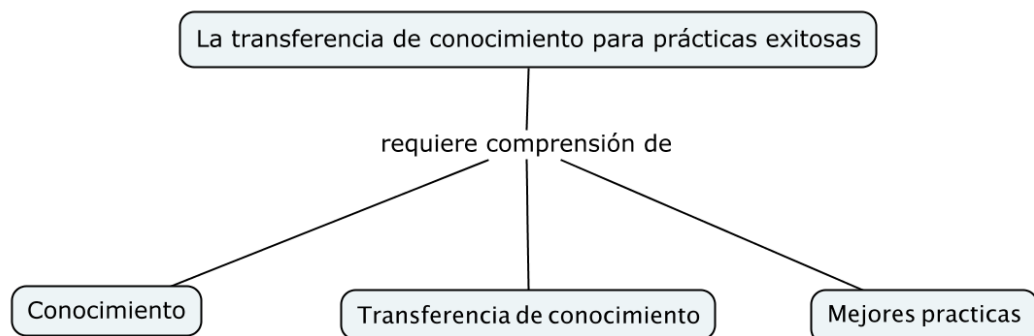 La transferencia de conocimiento para prácticas exitosas
requiere comprensión de
Conocimiento
Transferencia de conocimiento
Mejores practicas